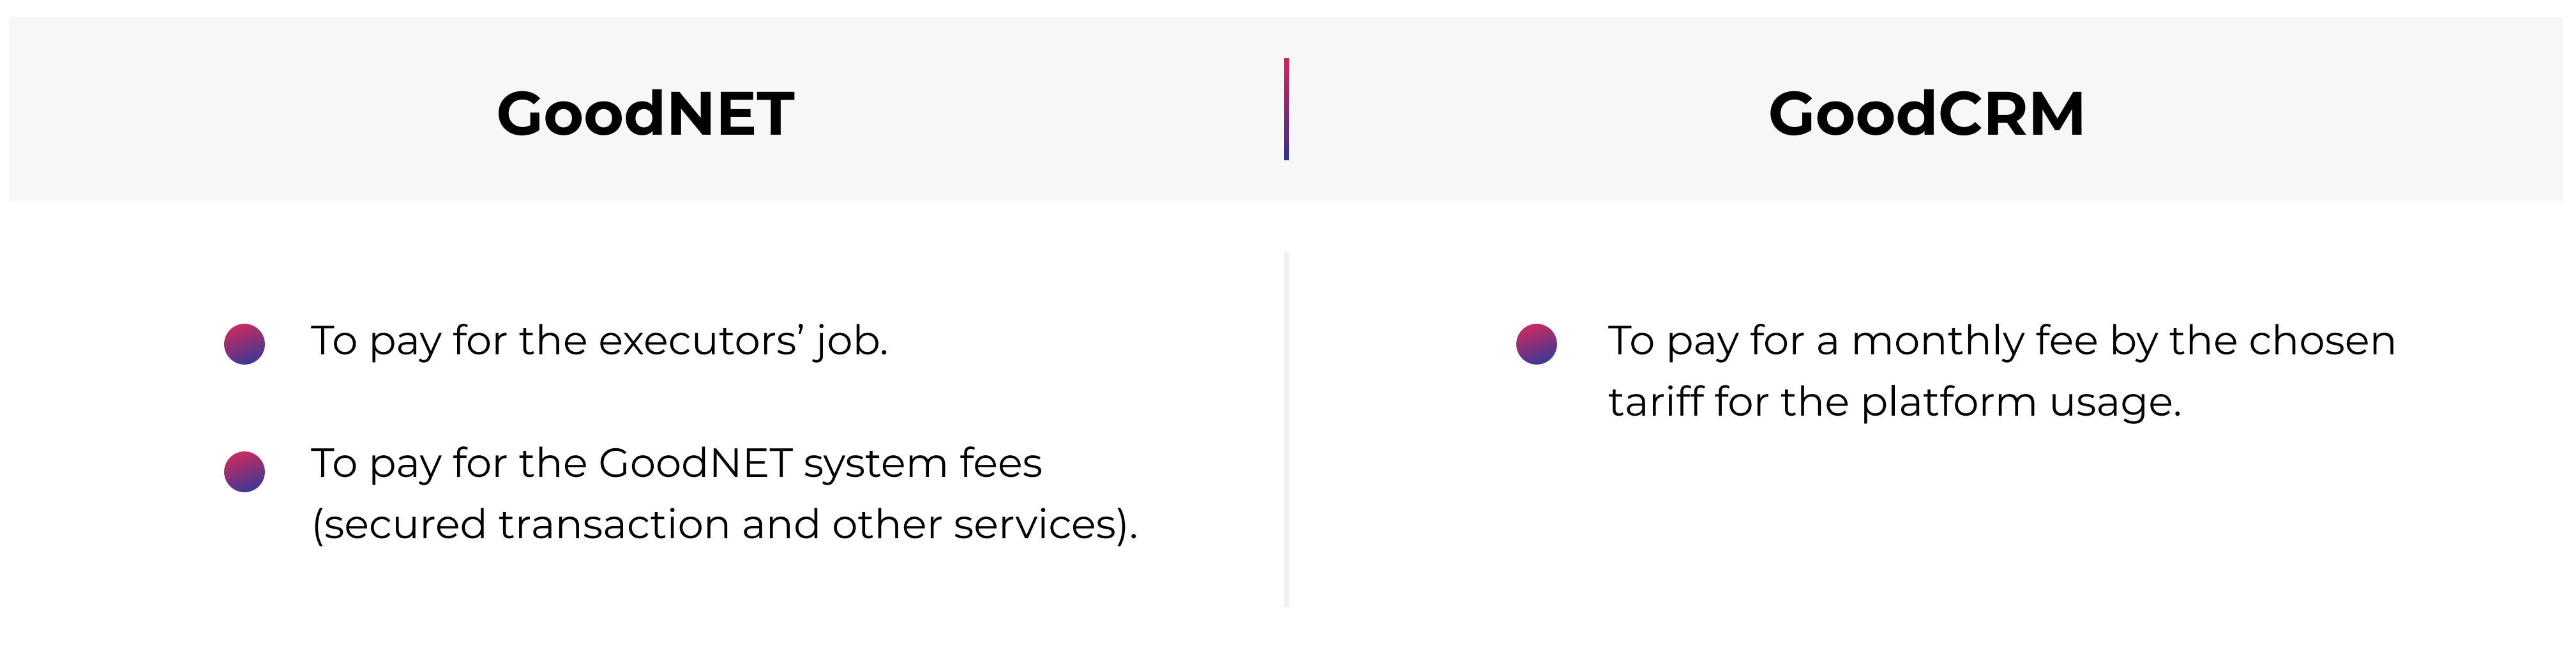 GoodNET
GoodCRM
To pay for the executors’ job.
To pay for the GoodNET system fees
(secured transaction and other services).
To pay for a monthly fee by the chosen
tariff for the platform usage.